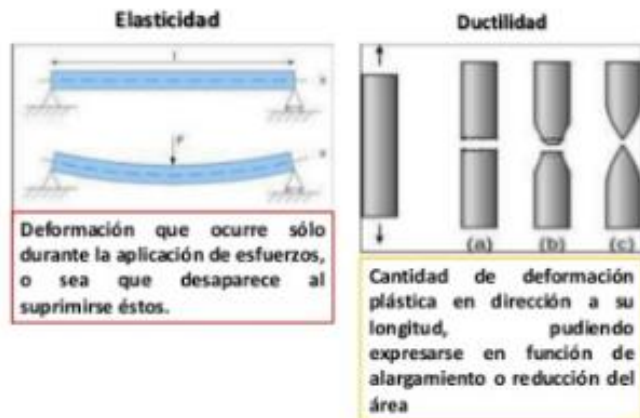 Elasticidad
Deformación que ocurre sólo
durante la aplicación de esfuerzos,
o sea que desaparece al
suprimirse éstos.
Ductilidad
(a) (b) (c)
Cantidad de deformación
plástica en dirección a su
longitud, pudiendo
expresarse en función de
alargamiento o reducción del
área